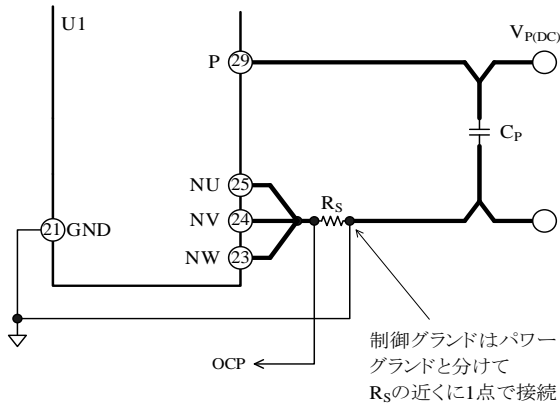 U1
P
29
VP(DC)
CP
NU
25
RS
NV
24
21
GND
NW
23
OCP
制御グランドはパワー
グランドと分けて
RSの近くに1点で接続